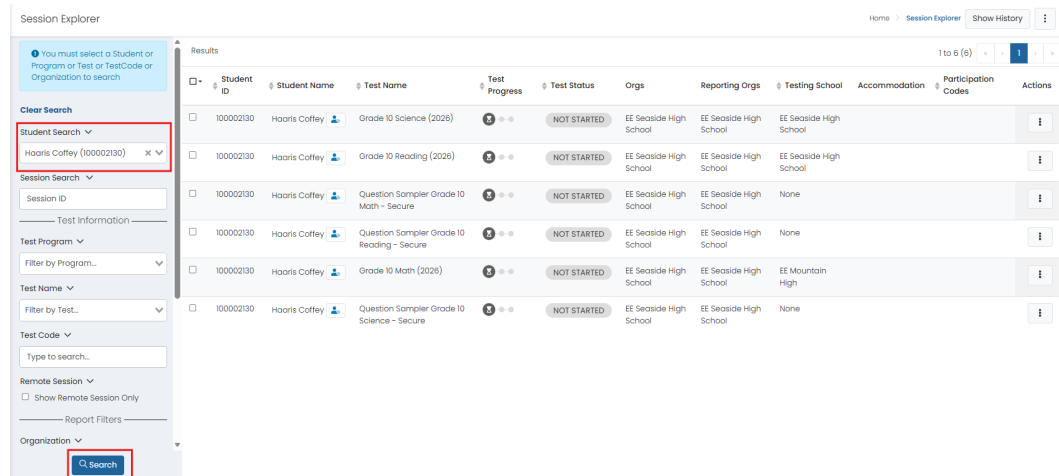 Session Explorer
Home > Session Explorer Show History
You must select a Student or
Program or Test or TestCode or
Organization to search
Clear Search
Student Search
Haaris Coffey (100002130)
Session Search
Session ID
Test Information
Test Program
Filter by Program...
Test Name
Filter by Test...
Test Code
Type to search...
Remote Session
Show Remote Session Only
Report Filters
Organization
Search
Results
1 to 6 (6) « ‹ 1 › »
Student ID Student Name Test Name Test Progress Test Status Orgs Reporting Orgs Testing School Accommodation Participation Codes Actions
100002130 Haaris Coffey Grade 10 Science (2026) NOT STARTED EE Seaside High EE Seaside High EE Seaside High
School School School
100002130 Haaris Coffey Grade 10 Reading (2026) NOT STARTED EE Seaside High EE Seaside High EE Seaside High
School School School
100002130 Haaris Coffey Question Sampler Grade 10 NOT STARTED EE Seaside High EE Seaside High None
Math - Secure School School
100002130 Haaris Coffey Question Sampler Grade 10 NOT STARTED EE Seaside High EE Seaside High None
Reading - Secure School School
100002130 Haaris Coffey Grade 10 Math (2026) NOT STARTED EE Seaside High EE Seaside High EE Mountain
School School High
100002130 Haaris Coffey Question Sampler Grade 10 NOT STARTED EE Seaside High EE Seaside High None
Science - Secure School School